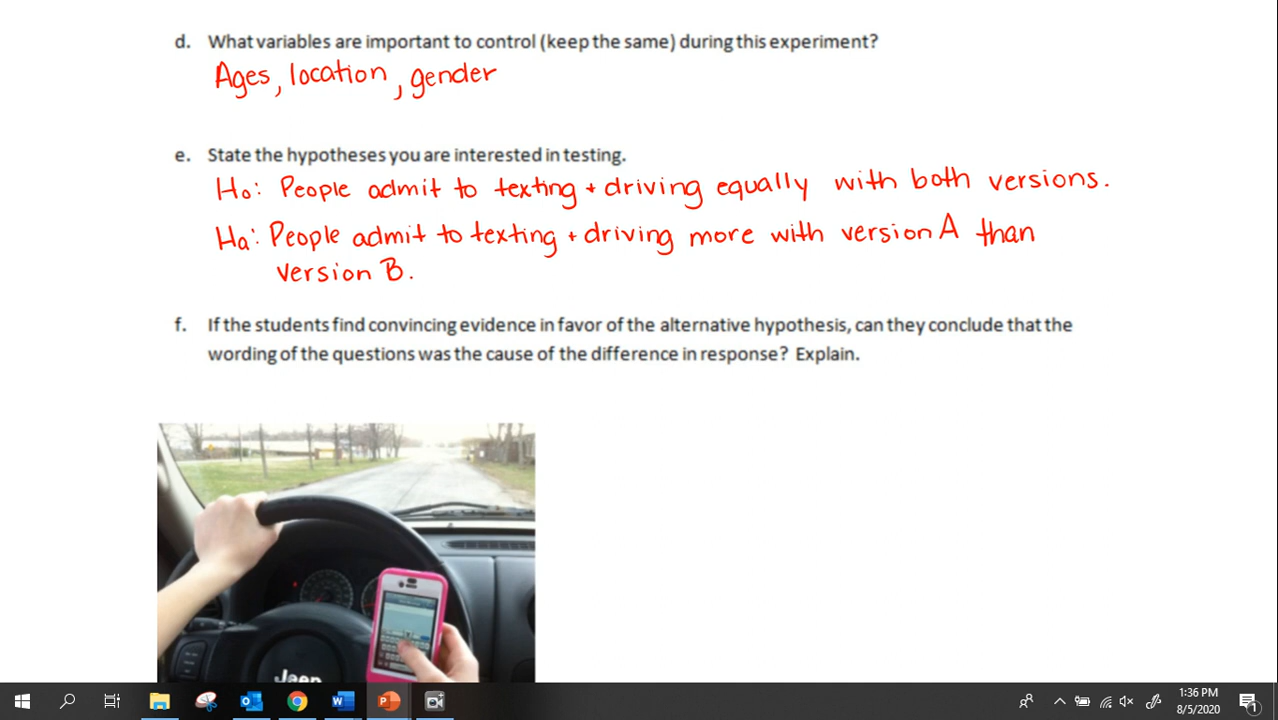 d. What variables are important to control (keep the same) during this experiment?
Ages, location, gender
e. State the hypotheses you are interested in testing.
Ho: People admit to texting + driving equally with both versions.
Ha: People admit to texting + driving more with version A than
version B.
f. If the students find convincing evidence in favor of the alternative hypothesis, can they conclude that the
wording of the questions was the cause of the difference in response? Explain.
Jeep
1:36 PM
8/5/2020
1